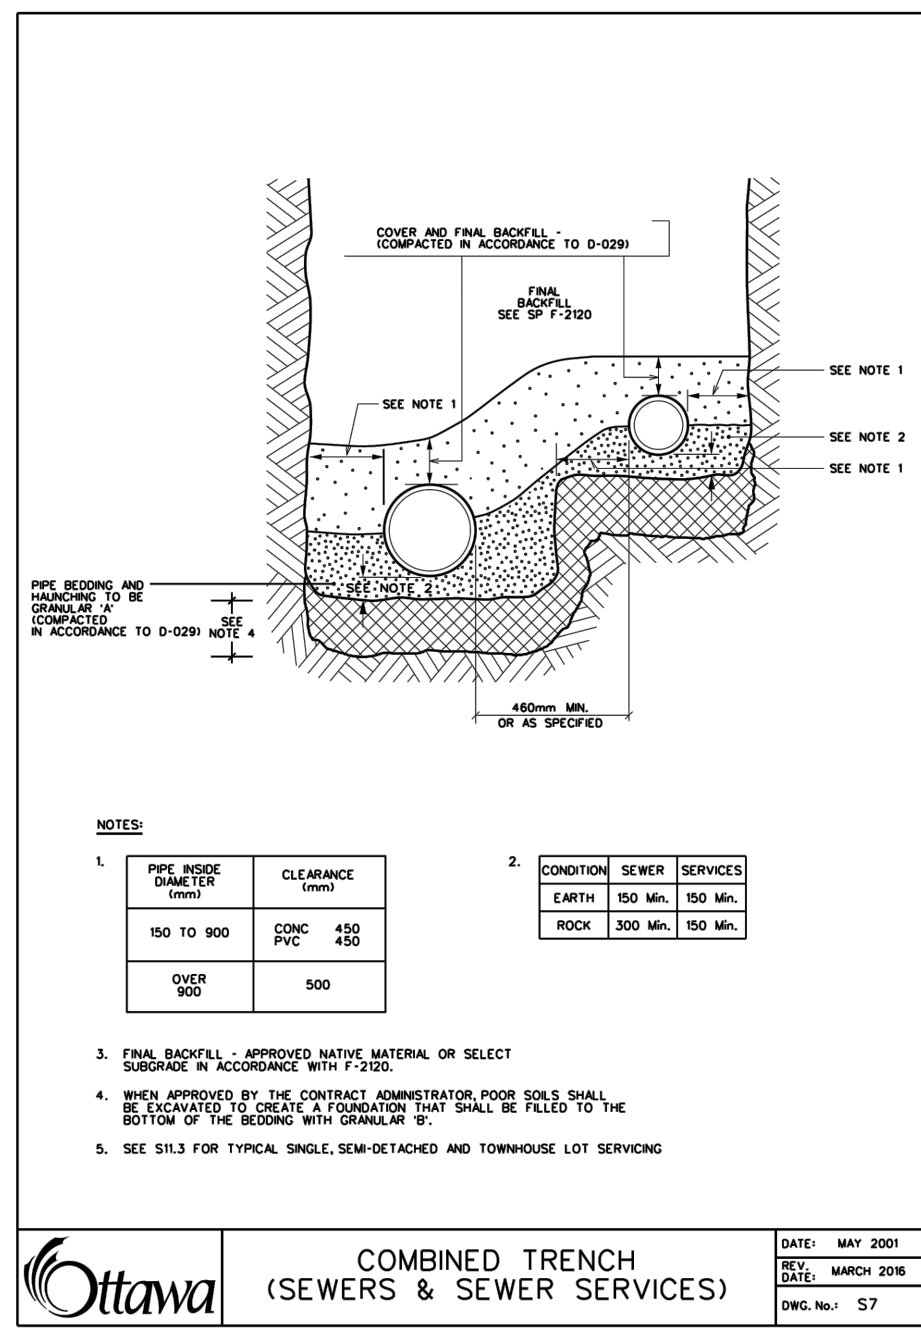 COVER AND FINAL BACKFILL -
(COMPACTED IN ACCORDANCE TO D-029)
FINAL
BACKFILL
SEE SP F-2120
SEE NOTE 1
SEE NOTE 1
SEE NOTE 2
SEE NOTE 1
SEE NOTE 2
PIPE BEDDING AND
HAUNCHING TO BE
GRANULAR 'A'
(COMPACTED
IN ACCORDANCE TO D-029)
SEE
NOTE 4
460mm MIN.
OR AS SPECIFIED
NOTES:
1.
PIPE INSIDE
DIAMETER
(mm)
CLEARANCE
(mm)
150 TO 900
CONC 450
PVC 450
OVER
900
500
2.
CONDITION SEWER SERVICES
EARTH 150 Min. 150 Min.
ROCK 300 Min. 150 Min.
3. FINAL BACKFILL - APPROVED NATIVE MATERIAL OR SELECT
SUBGRADE IN ACCORDANCE WITH F-2120.
4. WHEN APPROVED BY THE CONTRACT ADMINISTRATOR, POOR SOILS SHALL
BE EXCAVATED TO CREATE A FOUNDATION THAT SHALL BE FILLED TO THE
BOTTOM OF THE BEDDING WITH GRANULAR 'B'.
5. SEE S11.3 FOR TYPICAL SINGLE, SEMI-DETACHED AND TOWNHOUSE LOT SERVICING
Ottawa
COMBINED TRENCH
(SEWERS & SEWER SERVICES)
DATE: MAY 2001
REV.
DATE: MARCH 2016
DWG. No.: S7